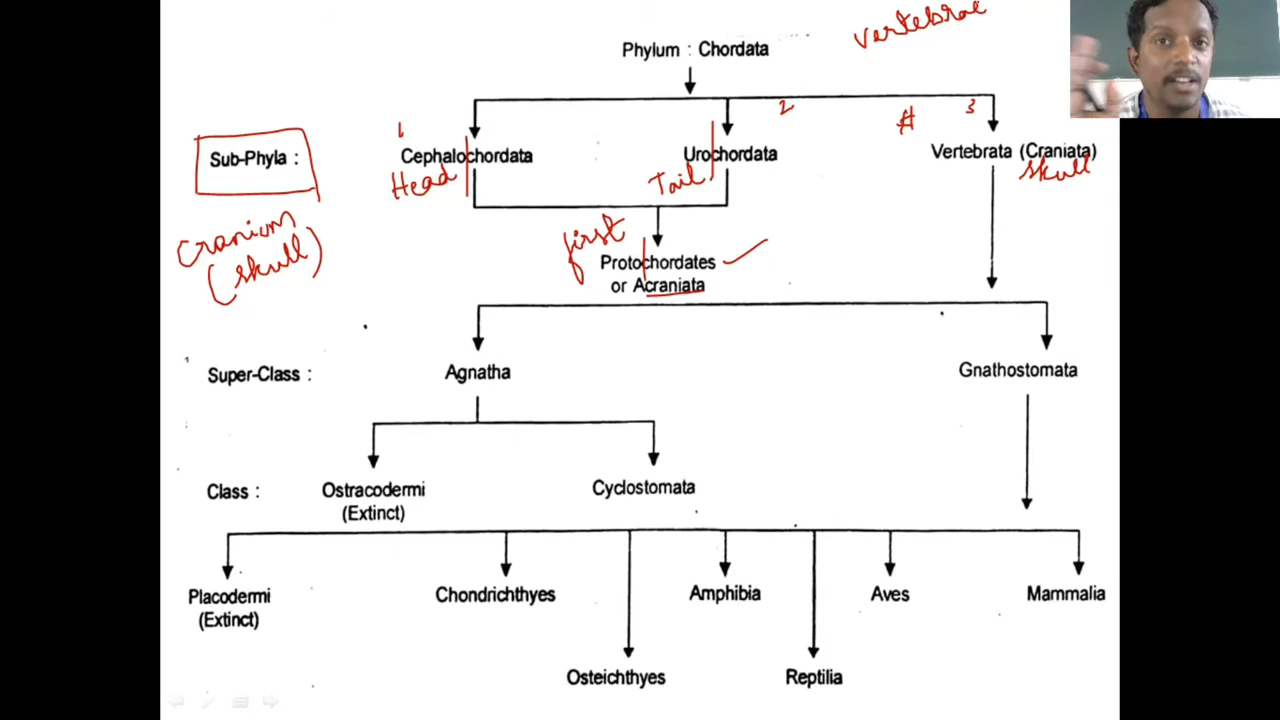 vertebrae
Phylum : Chordata
1
2
3
Sub-Phyla :
Cephalochordata
Urochordata
Vertebrata (Craniata)
Head
Tail
skull
Cranium
(skull)
first
Protochordates
or Acraniata
Super-Class :
Agnatha
Gnathostomata
Class :
Ostracodermi
(Extinct)
Cyclostomata
Placodermi
(Extinct)
Chondrichthyes
Osteichthyes
Amphibia
Reptilia
Aves
Mammalia